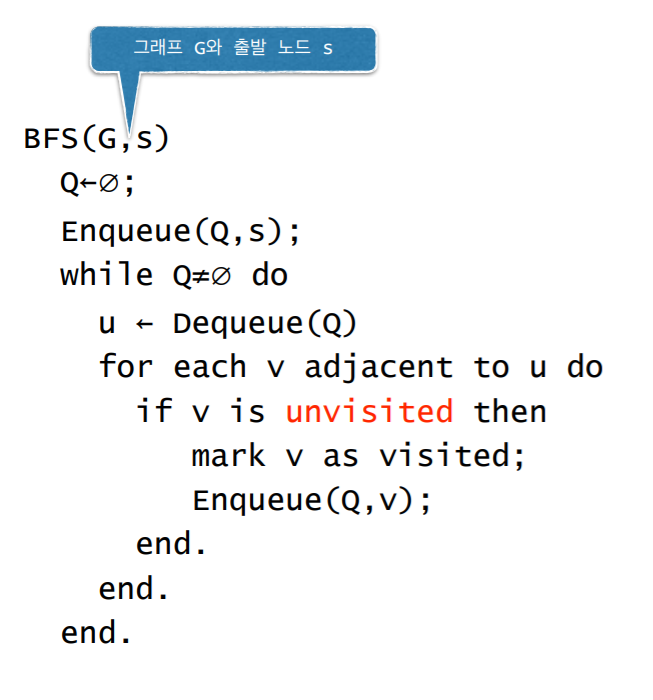 그래프 G와 출발 노드 s
BFS(G,s)
Q←∅;
Enqueue(Q,s);
while Q≠∅ do
u ← Dequeue(Q)
for each v adjacent to u do
if v is unvisited then
mark v as visited;
Enqueue(Q,v);
end.
end.
end.